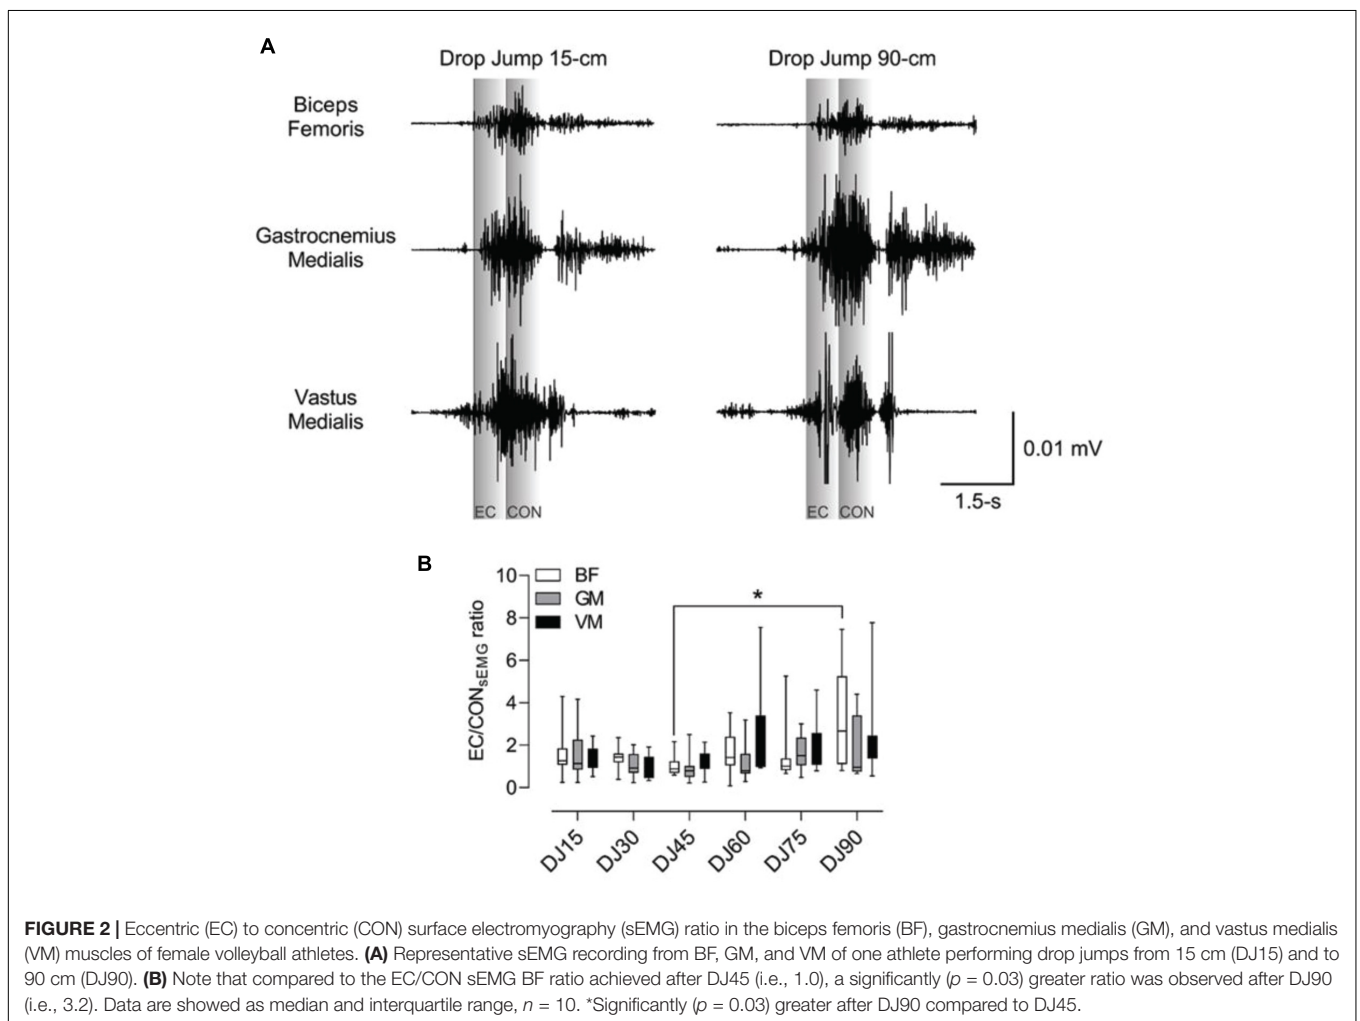 A
Drop Jump 15-cm
Drop Jump 90-cm
Biceps
Femoris
Gastrocnemius
Medialis
Vastus
Medialis
0.01 mV
1.5-s
EC CON
EC CON
B
EC/CONsEMG ratio
10
8
6
4
2
0
BF
GM
VM
*
DJ15
DJ30
DJ45
DJ60
DJ75
DJ90
FIGURE 2 | Eccentric (EC) to concentric (CON) surface electromyography (sEMG) ratio in the biceps femoris (BF), gastrocnemius medialis (GM), and vastus medialis
(VM) muscles of female volleyball athletes. (A) Representative sEMG recording from BF, GM, and VM of one athlete performing drop jumps from 15 cm (DJ15) and to
90 cm (DJ90). (B) Note that compared to the EC/CON sEMG BF ratio achieved after DJ45 (i.e., 1.0), a significantly (p = 0.03) greater ratio was observed after DJ90
(i.e., 3.2). Data are showed as median and interquartile range, n = 10. *Significantly (p = 0.03) greater after DJ90 compared to DJ45.